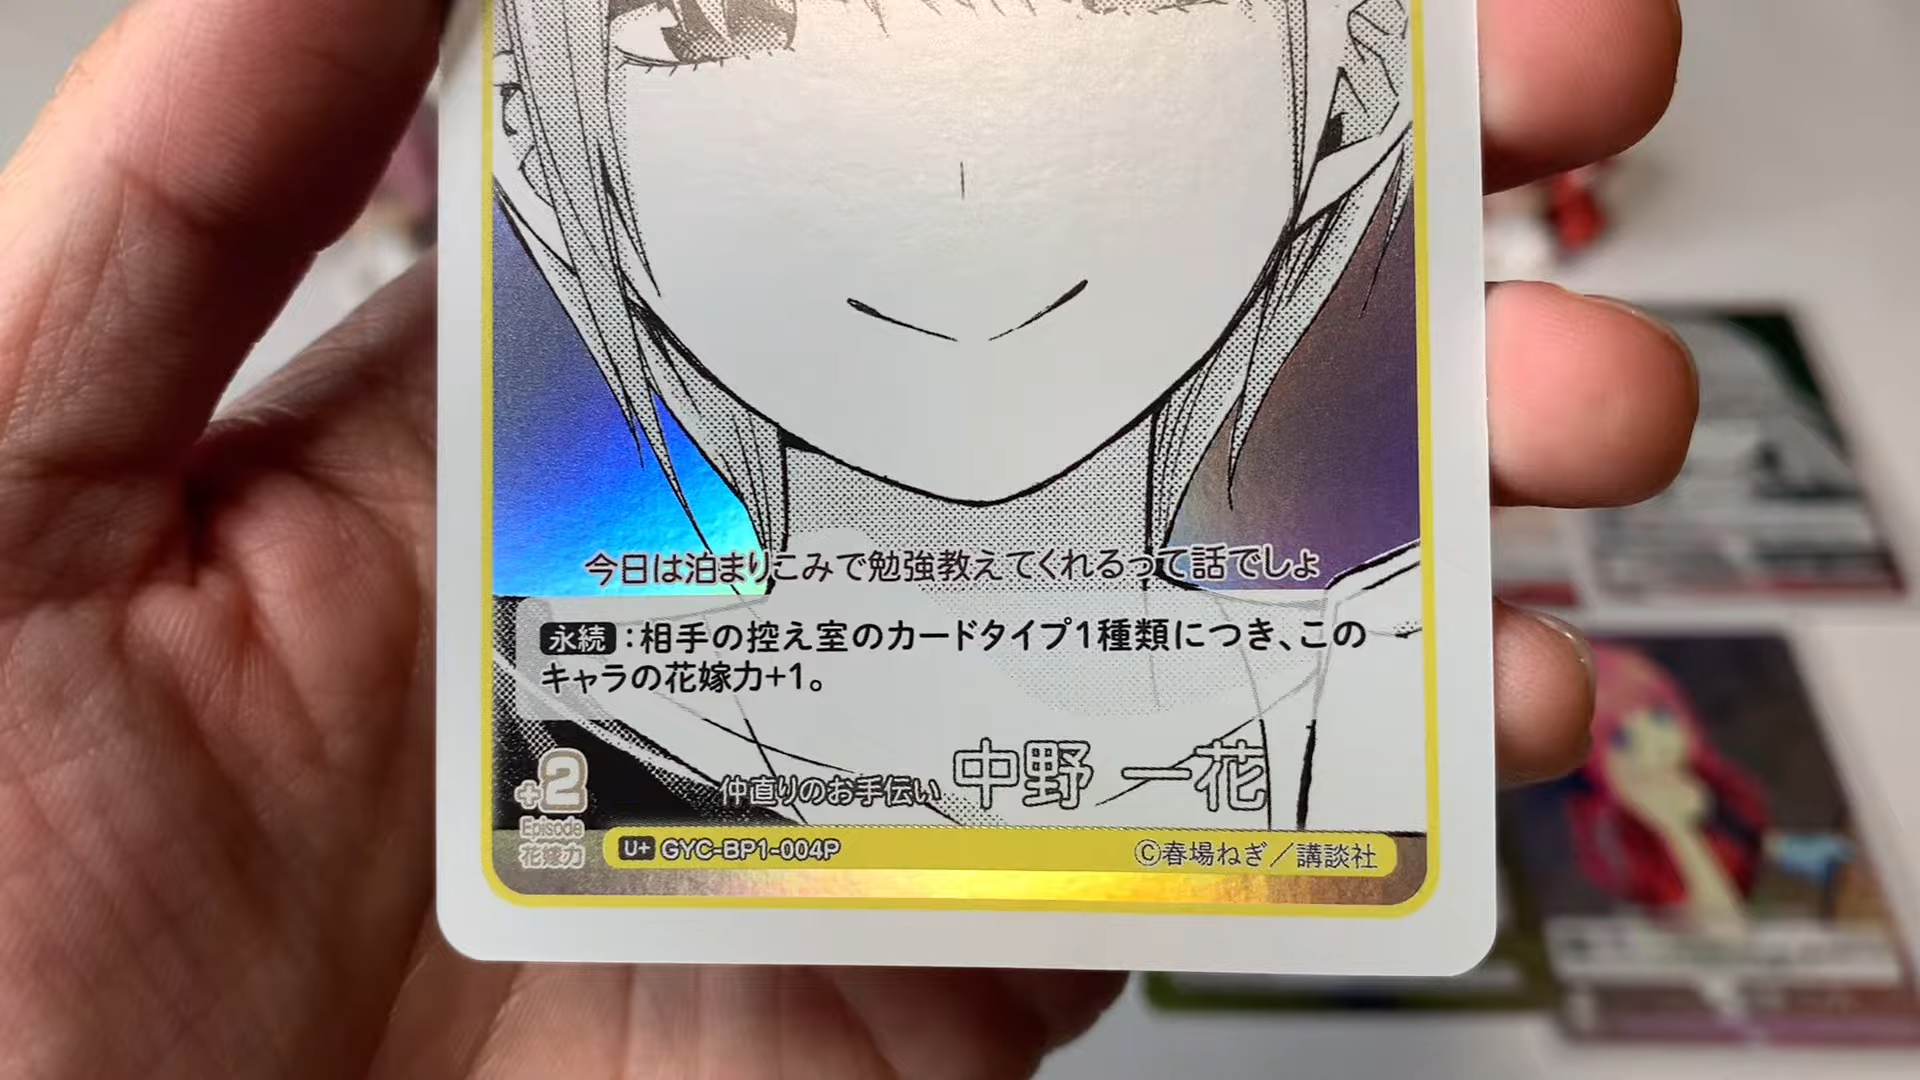 今日は泊まりこみで勉強教えてくれるって話でしょ
永続:相手の控え室のカードタイプ1種類につき、この
キャラの花嫁力+1。
+2
Episode
花嫁力
仲直りのお手伝い 中野 一花
U+ GYC-BP1-004P
©春場ねぎ/講談社